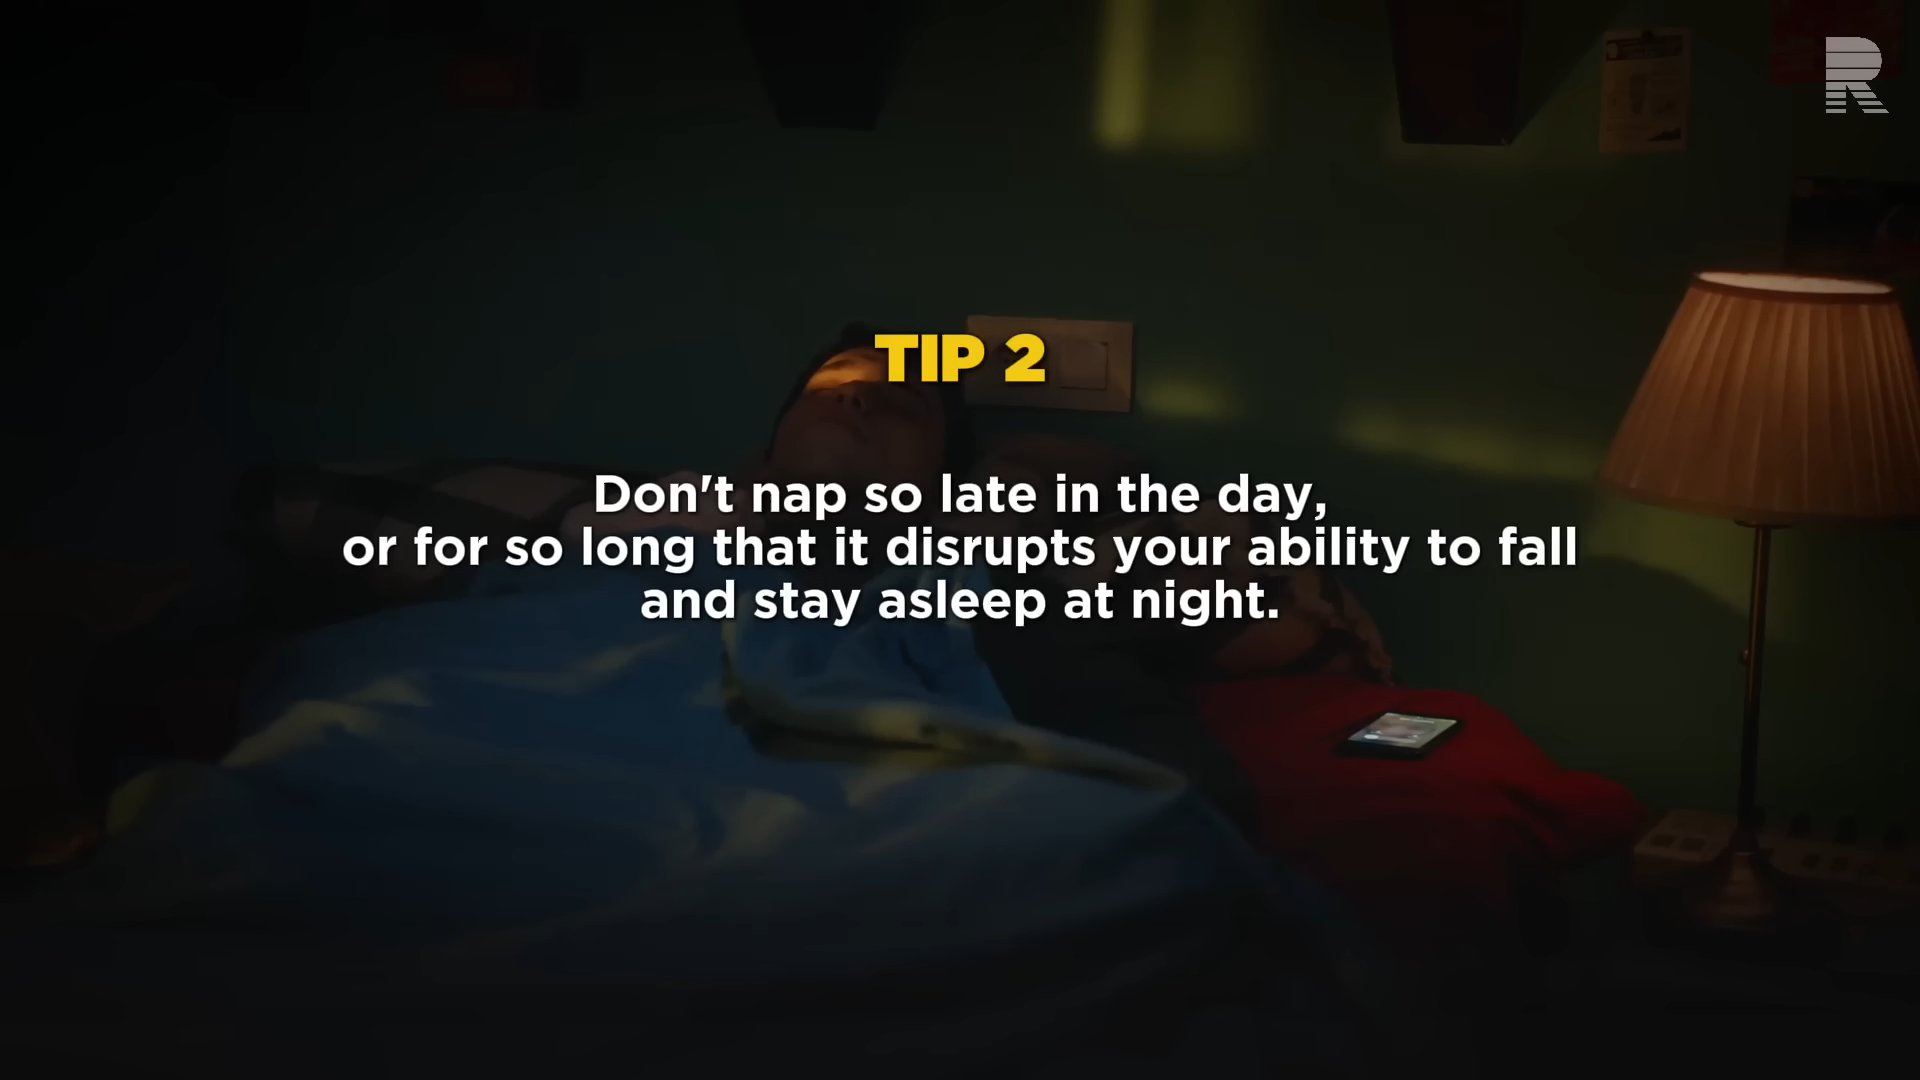 TIP 2
Don't nap so late in the day,
or for so long that it disrupts your ability to fall
and stay asleep at night.
R